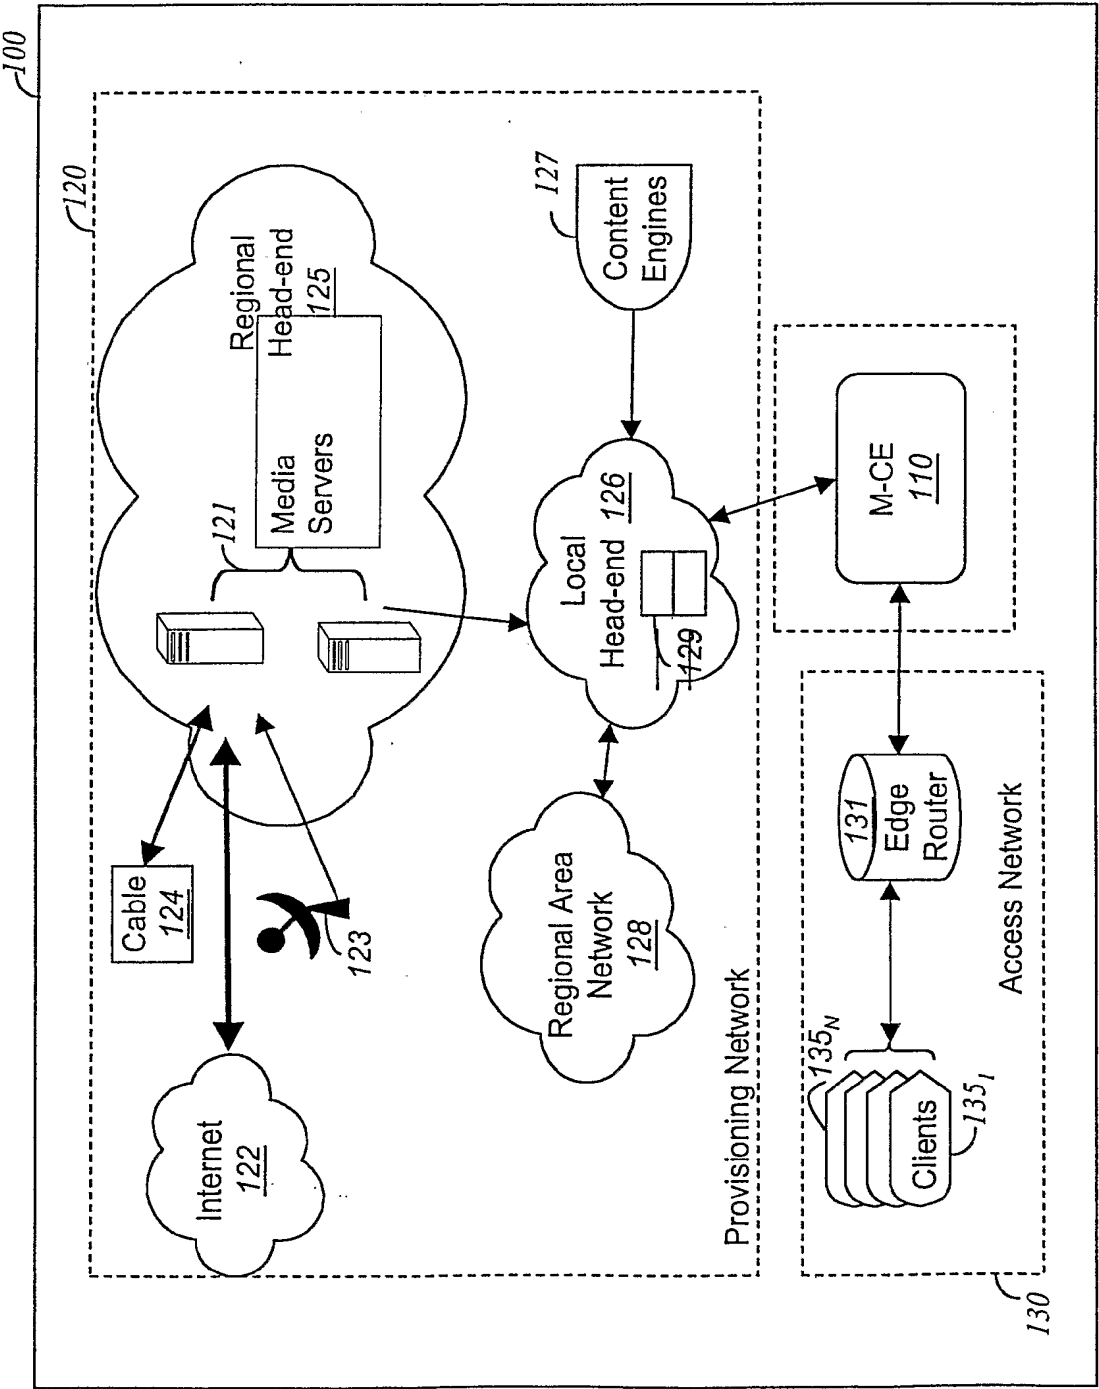 100
120
Internet
122
Cable
124
123
121
Media
Servers
Regional
Head-end
125
Regional Area
Network
128
Local
Head-end 126
129
127
Content
Engines
Provisioning Network
135N
Clients
1351
131
Edge
Router
M-CE
110
Access Network
130